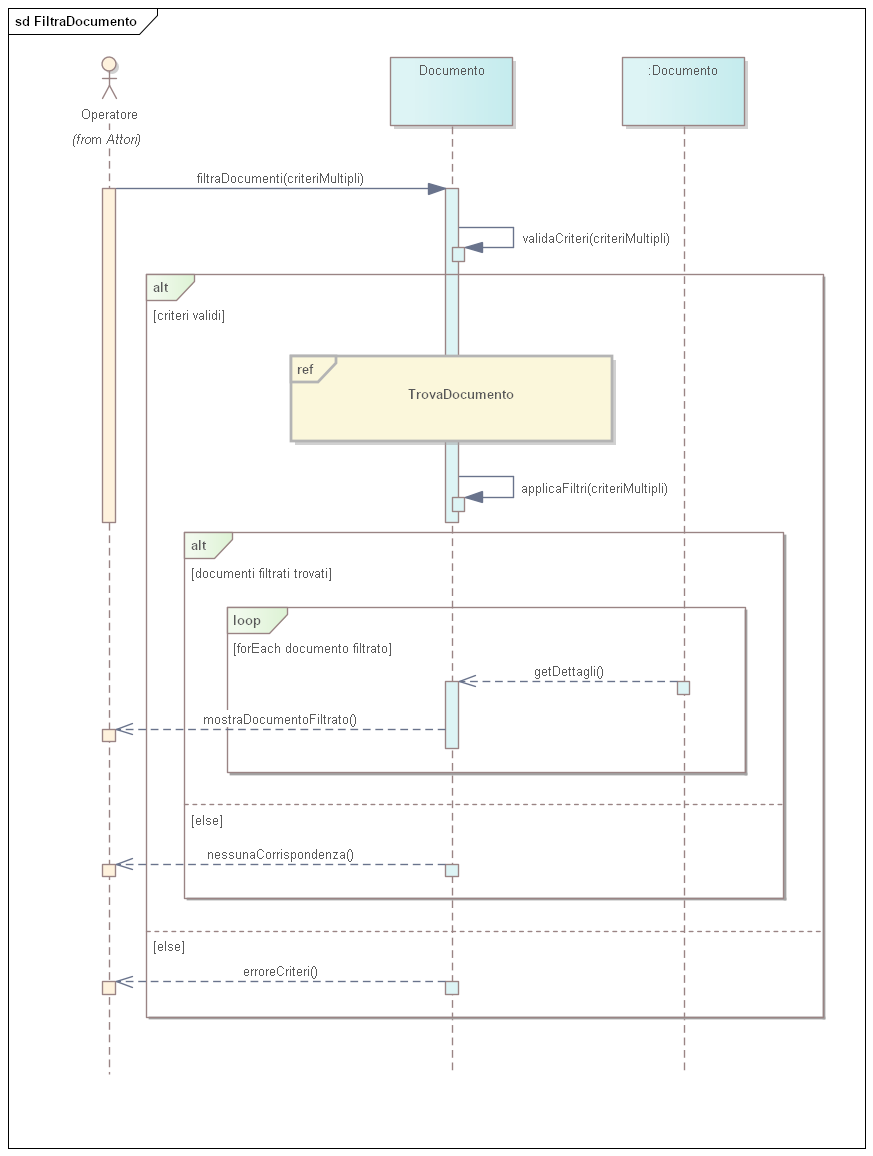 sd FiltraDocumento
Documento
:Documento
Operatore
(from Attori)
filtraDocumenti(criteriMultipli)
validaCriteri(criteriMultipli)
alt
[criteri validi]
ref
TrovaDocumento
applicaFiltri(criteriMultipli)
alt
[documenti filtrati trovati]
loop
[forEach documento filtrato]
getDettagli()
mostraDocumentoFiltrato()
[else]
nessunaCorrispondenza()
[else]
erroreCriteri()